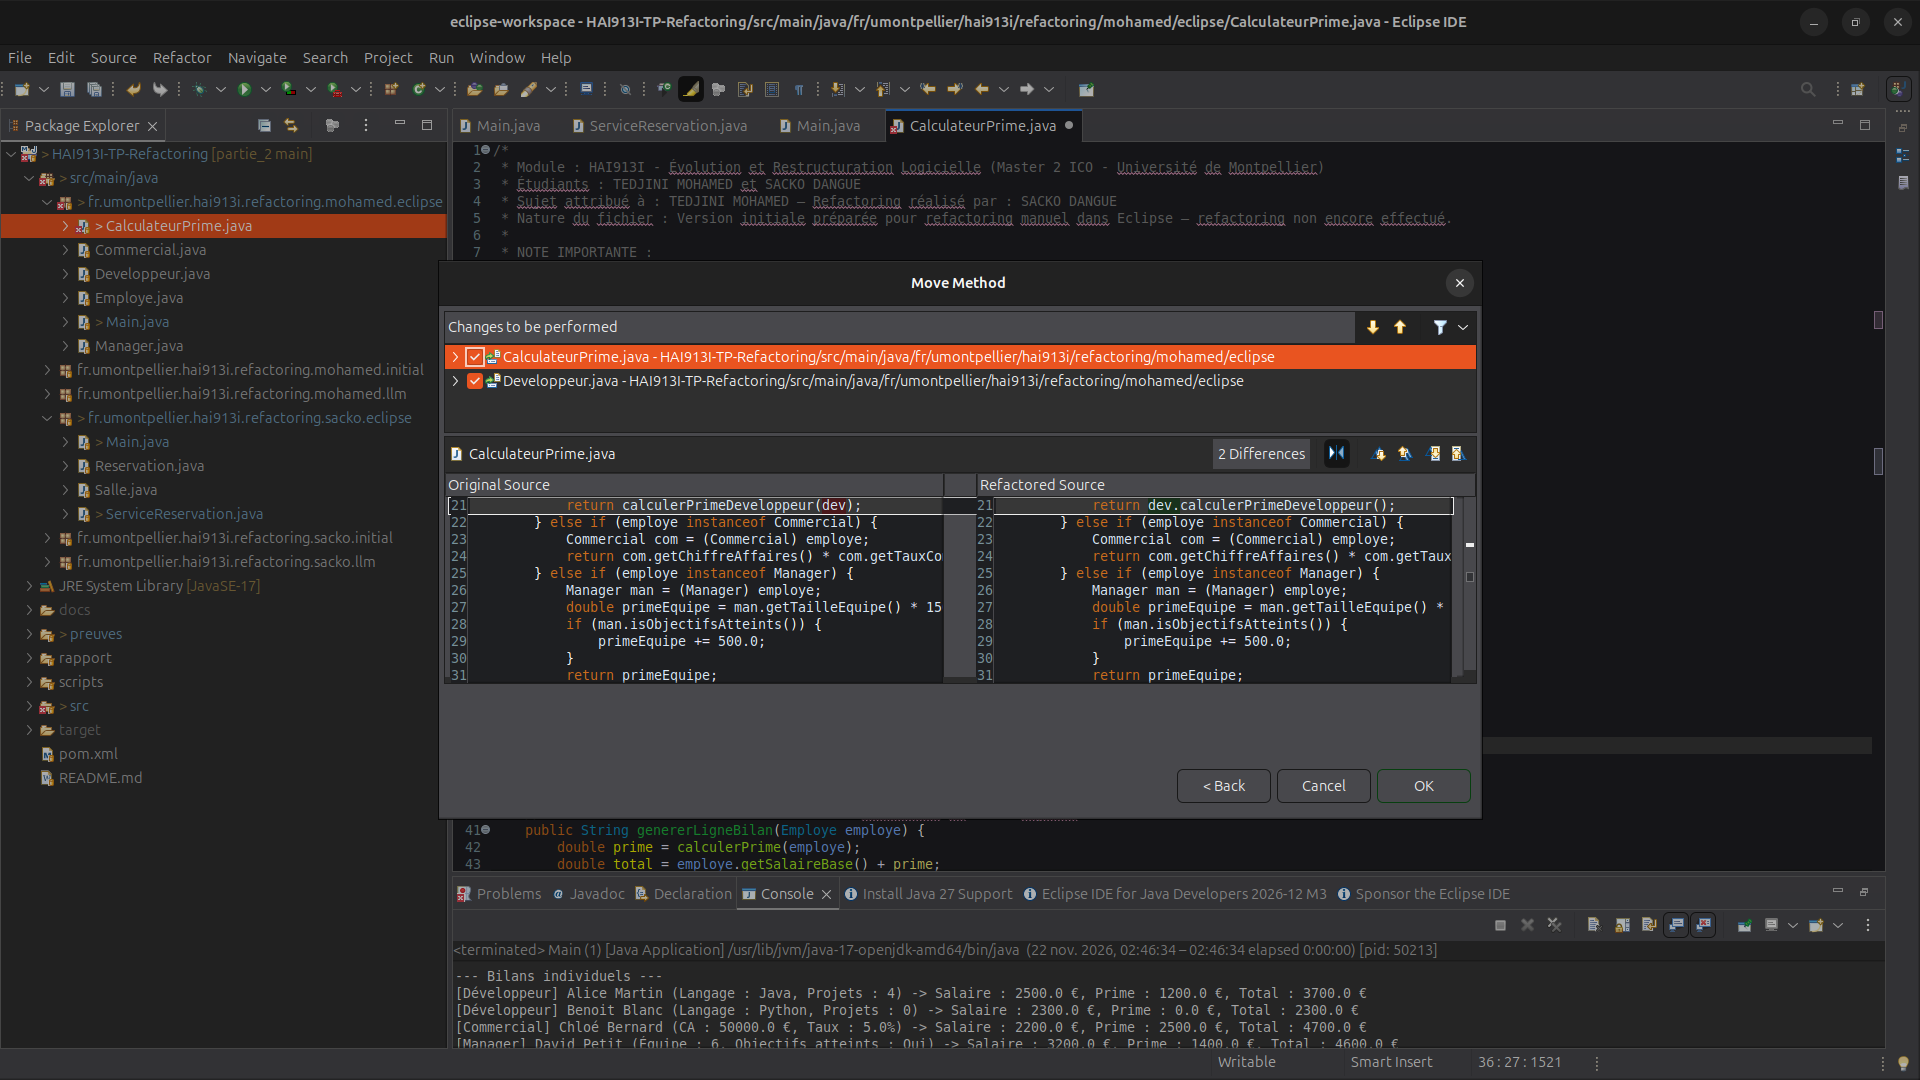 eclipse-workspace - HAI913I-TP-Refactoring/src/main/java/fr/umontpellier/hai913i/refactoring/mohamed/eclipse/CalculateurPrime.java - Eclipse IDE
File Edit Source Refactor Navigate Search Project Run Window Help
Package Explorer
> HAI913I-TP-Refactoring [partie_2 main]
> src/main/java
> fr.umontpellier.hai913i.refactoring.mohamed.eclipse
> CalculateurPrime.java
Commercial.java
Developpeur.java
Employe.java
> Main.java
Manager.java
fr.umontpellier.hai913i.refactoring.mohamed.initial
fr.umontpellier.hai913i.refactoring.mohamed.llm
> fr.umontpellier.hai913i.refactoring.sacko.eclipse
> Main.java
Reservation.java
Salle.java
> ServiceReservation.java
fr.umontpellier.hai913i.refactoring.sacko.initial
fr.umontpellier.hai913i.refactoring.sacko.llm
JRE System Library [JavaSE-17]
docs
> preuves
rapport
scripts
> src
target
pom.xml
README.md
Main.java ServiceReservation.java Main.java CalculateurPrime.java
1 /*
2 * Module : HAI913I - Évolution et Restructuration Logicielle (Master 2 ICO - Université de Montpellier)
3 * Étudiants : TEDJINI MOHAMED et SACKO DANGUE
4 * Sujet attribué à : TEDJINI MOHAMED — Refactoring réalisé par : SACKO DANGUE
5 * Nature du fichier : Version initiale préparée pour refactoring manuel dans Eclipse — refactoring non encore effectué.
6 *
7 * NOTE IMPORTANTE :
Move Method
Changes to be performed
CalculateurPrime.java - HAI913I-TP-Refactoring/src/main/java/fr/umontpellier/hai913i/refactoring/mohamed/eclipse
Developpeur.java - HAI913I-TP-Refactoring/src/main/java/fr/umontpellier/hai913i/refactoring/mohamed/eclipse
CalculateurPrime.java 2 Differences
Original Source
21 return calculerPrimeDeveloppeur(dev);
22 } else if (employe instanceof Commercial) {
23 Commercial com = (Commercial) employe;
24 return com.getChiffreAffaires() * com.getTauxCo
25 } else if (employe instanceof Manager) {
26 Manager man = (Manager) employe;
27 double primeEquipe = man.getTailleEquipe() * 15
28 if (man.isObjectifsAtteints()) {
29 primeEquipe += 500.0;
30 }
31 return primeEquipe;
Refactored Source
21 return dev.calculerPrimeDeveloppeur();
22 } else if (employe instanceof Commercial) {
23 Commercial com = (Commercial) employe;
24 return com.getChiffreAffaires() * com.getTaux
25 } else if (employe instanceof Manager) {
26 Manager man = (Manager) employe;
27 double primeEquipe = man.getTailleEquipe() *
28 if (man.isObjectifsAtteints()) {
29 primeEquipe += 500.0;
30 }
31 return primeEquipe;
< Back Cancel OK
41 public String genererLigneBilan(Employe employe) {
42 double prime = calculerPrime(employe);
43 double total = employe.getSalaireBase() + prime;
Problems Javadoc Declaration Console Install Java 27 Support Eclipse IDE for Java Developers 2026-12 M3 Sponsor the Eclipse IDE
<terminated> Main (1) [Java Application] /usr/lib/jvm/java-17-openjdk-amd64/bin/java (22 nov. 2026, 02:46:34 – 02:46:34 elapsed 0:00:00) [pid: 50213]
--- Bilans individuels ---
[Développeur] Alice Martin (Langage : Java, Projets : 4) -> Salaire : 2500.0 €, Prime : 1200.0 €, Total : 3700.0 €
[Développeur] Benoit Blanc (Langage : Python, Projets : 0) -> Salaire : 2300.0 €, Prime : 0.0 €, Total : 2300.0 €
[Commercial] Chloé Bernard (CA : 50000.0 €, Taux : 5.0%) -> Salaire : 2200.0 €, Prime : 2500.0 €, Total : 4700.0 €
[Manager] David Petit (Équipe : 6, Objectifs atteints : Oui) -> Salaire : 3200.0 €, Prime : 1400.0 €, Total : 4600.0 €
Writable Smart Insert 36 : 27 : 1521